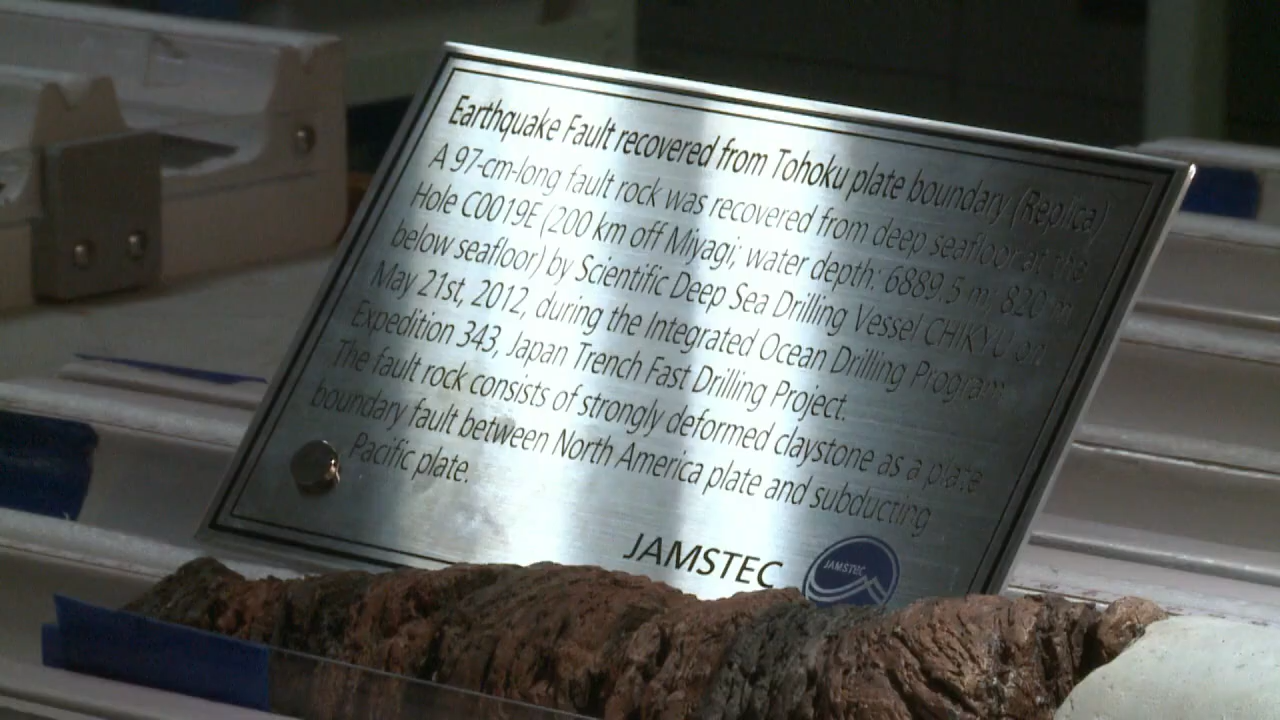 Earthquake Fault recovered from Tohoku plate boundary (Replica)
A 97-cm-long fault rock was recovered from deep seafloor at the
Hole C0019E (200 km off Miyagi; water depth: 6889.5 m; 820 m
below seafloor) by Scientific Deep Sea Drilling Vessel CHIKYU on
May 21st, 2012, during the Integrated Ocean Drilling Program
Expedition 343, Japan Trench Fast Drilling Project.
The fault rock consists of strongly deformed claystone as a plate
boundary fault between North America plate and subducting
Pacific plate.
JAMSTEC
JAMSTEC